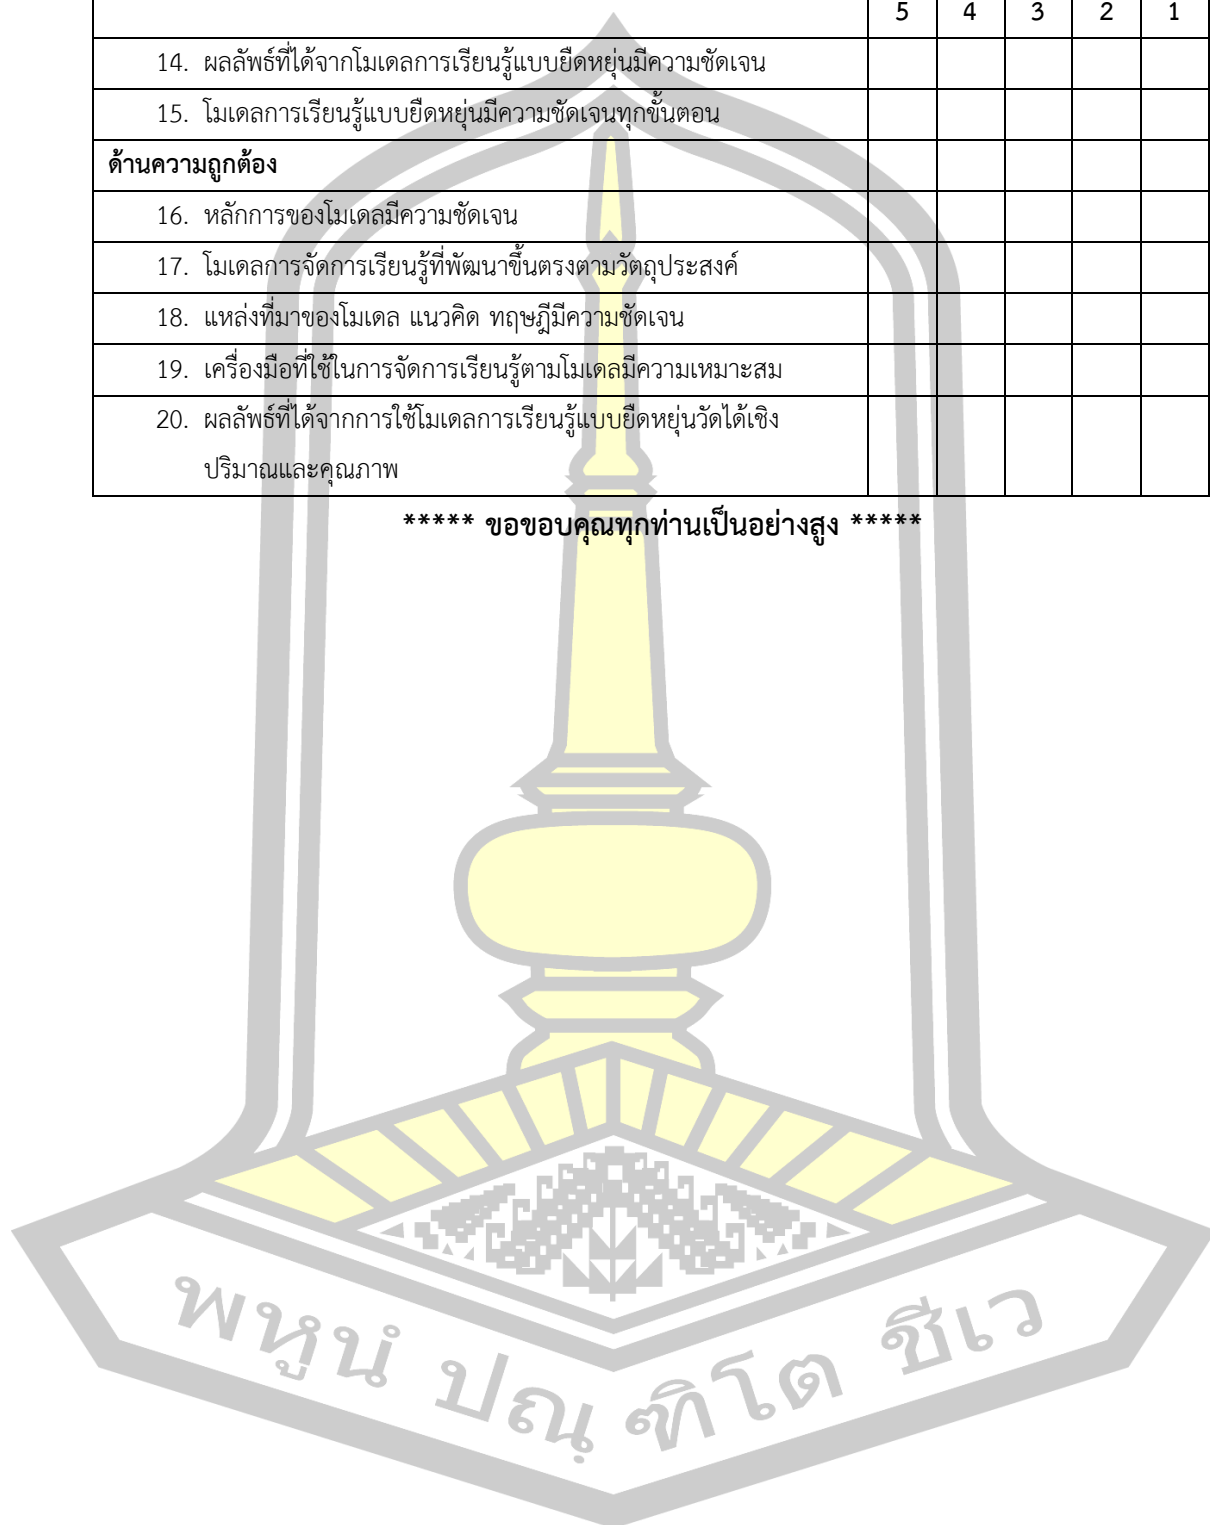 5 4 3 2 1
14. ผลลัพธ์ที่ได้จากโมเดลการเรียนรู้แบบยืดหยุ่นมีความชัดเจน
15. โมเดลการเรียนรู้แบบยืดหยุ่นมีความชัดเจนทุกขั้นตอน
ด้านความถูกต้อง
16. หลักการของโมเดลมีความชัดเจน
17. โมเดลการจัดการเรียนรู้ที่พัฒนาขึ้นตรงตามวัตถุประสงค์
18. แหล่งที่มาของโมเดล แนวคิด ทฤษฎีมีความชัดเจน
19. เครื่องมือที่ใช้ในการจัดการเรียนรู้ตามโมเดลมีความเหมาะสม
20. ผลลัพธ์ที่ได้จากการใช้โมเดลการเรียนรู้แบบยืดหยุ่นวัดได้เชิง
ปริมาณและคุณภาพ
***** ขอขอบคุณทุกท่านเป็นอย่างสูง *****
พหูนํ ปณฺฑิโต ชีเว